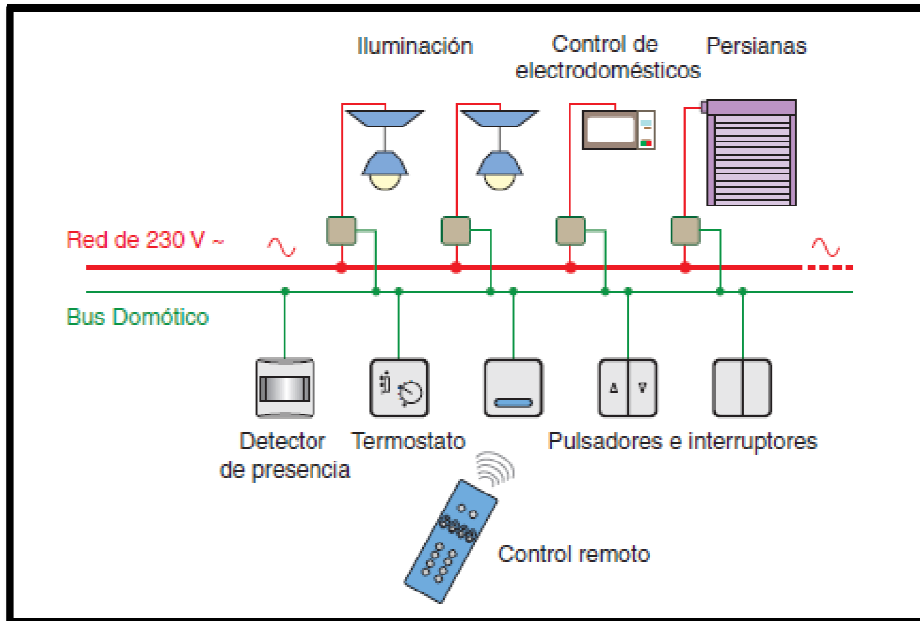 Iluminación
Control de
electrodomésticos
Persianas
Red de 230 V ~
Bus Domótico
Detector
de presencia
Termostato
Pulsadores e interruptores
Control remoto